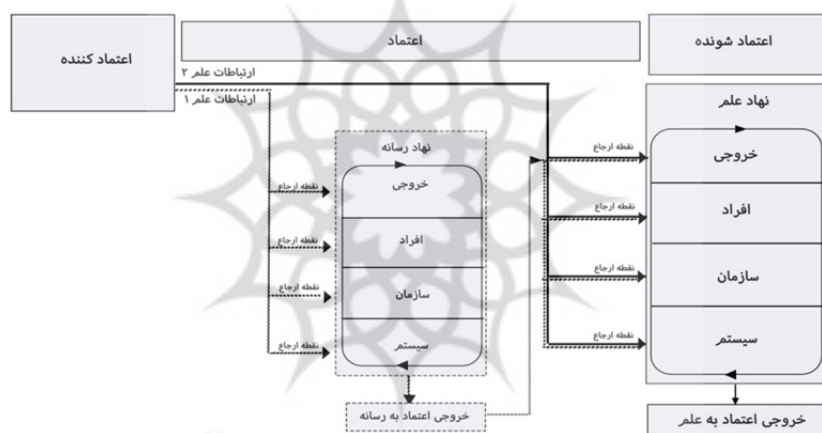 اعتماد شونده
اعتماد
اعتماد کننده
ارتباطات علم ۲
ارتباطات علم ۱
نهاد علم
خروجی
افراد
سازمان
سیستم
نقطه ارجاع
نقطه ارجاع
نقطه ارجاع
نقطه ارجاع
نهاد رسانه
خروجی
افراد
سازمان
سیستم
نقطه ارجاع
نقطه ارجاع
نقطه ارجاع
نقطه ارجاع
خروجی اعتماد به رسانه
خروجی اعتماد به علم